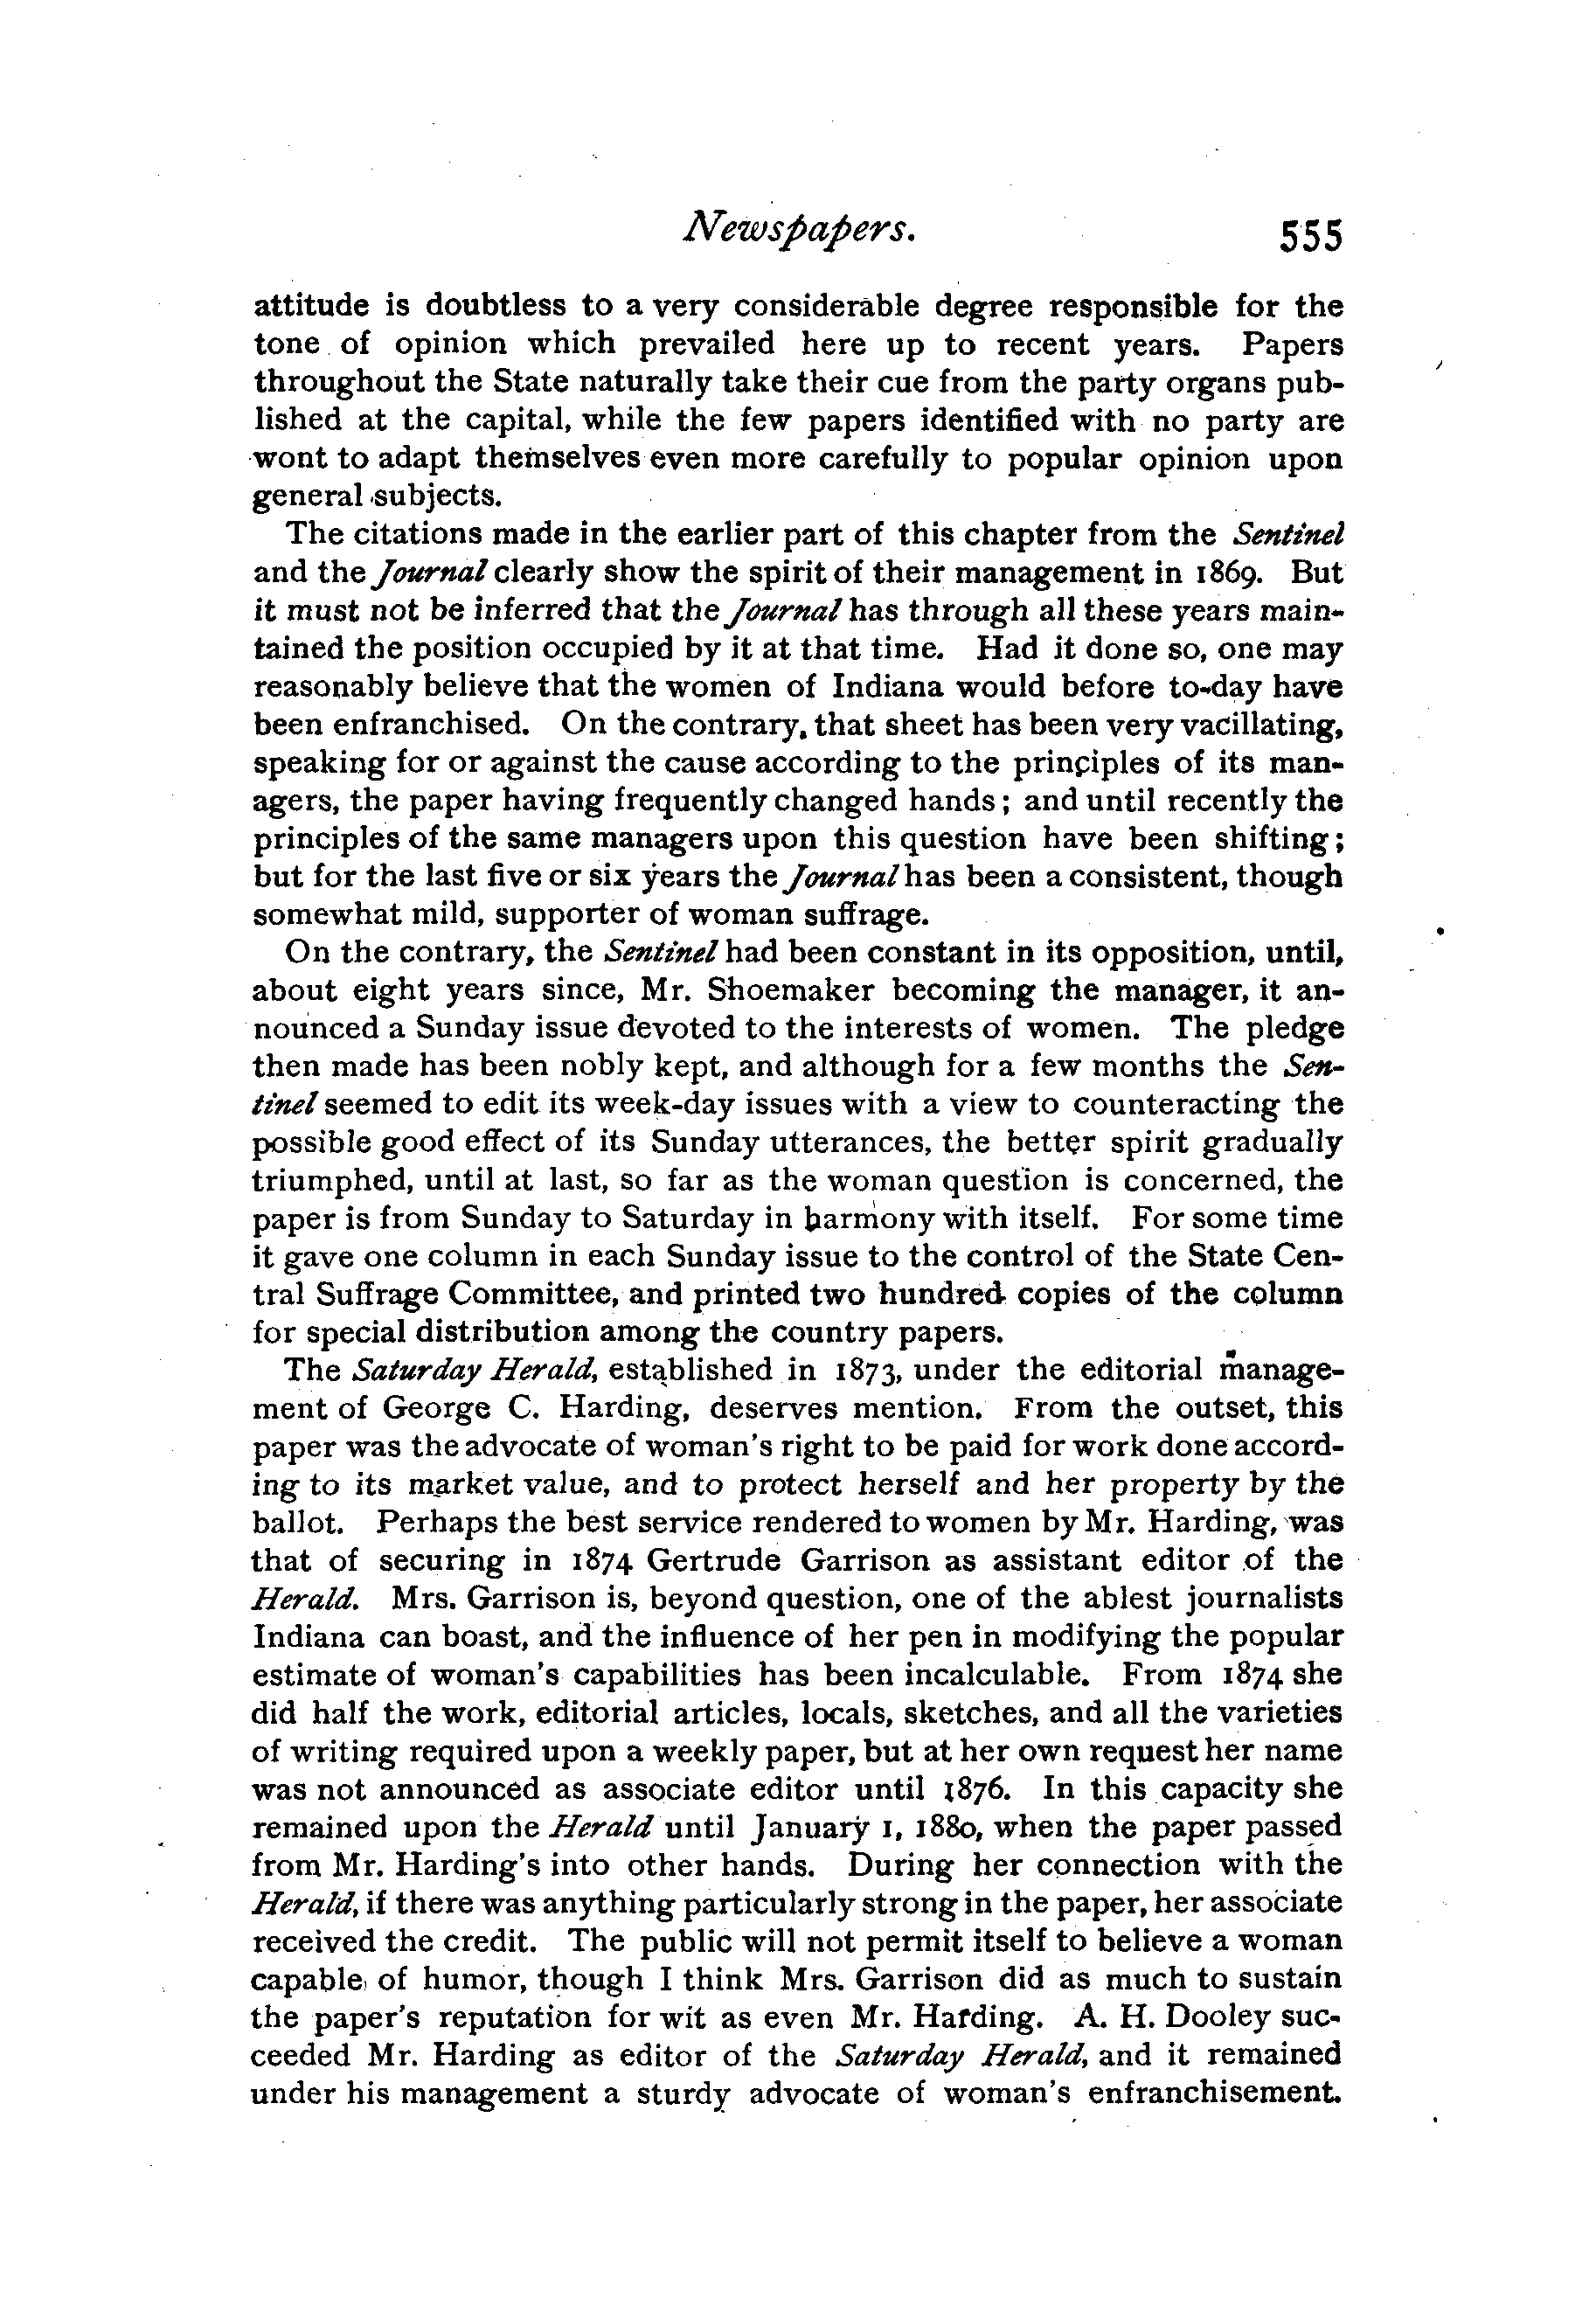 Newspapers. 555
attitude is doubtless to a very considerable degree responsible for the
tone of opinion which prevailed here up to recent years. Papers
throughout the State naturally take their cue from the party organs pub-
lished at the capital, while the few papers identified with no party are
wont to adapt themselves even more carefully to popular opinion upon
general subjects.
The citations made in the earlier part of this chapter from the Sentinel
and the Journal clearly show the spirit of their management in 1869. But
it must not be inferred that the Journal has through all these years main-
tained the position occupied by it at that time. Had it done so, one may
reasonably believe that the women of Indiana would before to-day have
been enfranchised. On the contrary, that sheet has been very vacillating,
speaking for or against the cause according to the principles of its man-
agers, the paper having frequently changed hands; and until recently the
principles of the same managers upon this question have been shifting;
but for the last five or six years the Journal has been a consistent, though
somewhat mild, supporter of woman suffrage.
On the contrary, the Sentinel had been constant in its opposition, until,
about eight years since, Mr. Shoemaker becoming the manager, it an-
nounced a Sunday issue devoted to the interests of women. The pledge
then made has been nobly kept, and although for a few months the Sen-
tinel seemed to edit its week-day issues with a view to counteracting the
possible good effect of its Sunday utterances, the better spirit gradually
triumphed, until at last, so far as the woman question is concerned, the
paper is from Sunday to Saturday in harmony with itself. For some time
it gave one column in each Sunday issue to the control of the State Cen-
tral Suffrage Committee, and printed two hundred copies of the column
for special distribution among the country papers.
The Saturday Herald, established in 1873, under the editorial manage-
ment of George C. Harding, deserves mention. From the outset, this
paper was the advocate of woman's right to be paid for work done accord-
ing to its market value, and to protect herself and her property by the
ballot. Perhaps the best service rendered to women by Mr. Harding, was
that of securing in 1874 Gertrude Garrison as assistant editor of the
Herald. Mrs. Garrison is, beyond question, one of the ablest journalists
Indiana can boast, and the influence of her pen in modifying the popular
estimate of woman's capabilities has been incalculable. From 1874 she
did half the work, editorial articles, locals, sketches, and all the varieties
of writing required upon a weekly paper, but at her own request her name
was not announced as associate editor until 1876. In this capacity she
remained upon the Herald until January 1, 1880, when the paper passed
from Mr. Harding's into other hands. During her connection with the
Herald, if there was anything particularly strong in the paper, her associate
received the credit. The public will not permit itself to believe a woman
capable of humor, though I think Mrs. Garrison did as much to sustain
the paper's reputation for wit as even Mr. Harding. A. H. Dooley suc-
ceeded Mr. Harding as editor of the Saturday Herald, and it remained
under his management a sturdy advocate of woman's enfranchisement.